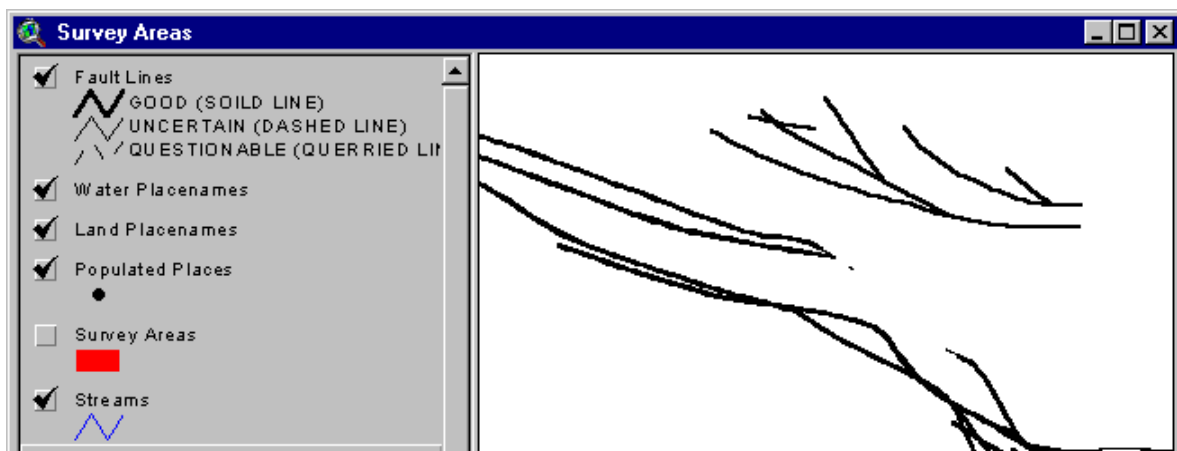 Survey Areas
Fault Lines
GOOD (SOILD LINE)
UNCERTAIN (DASHED LINE)
QUESTIONABLE (QUERRIED LIN
Water Placenames
Land Placenames
Populated Places
Survey Areas
Streams